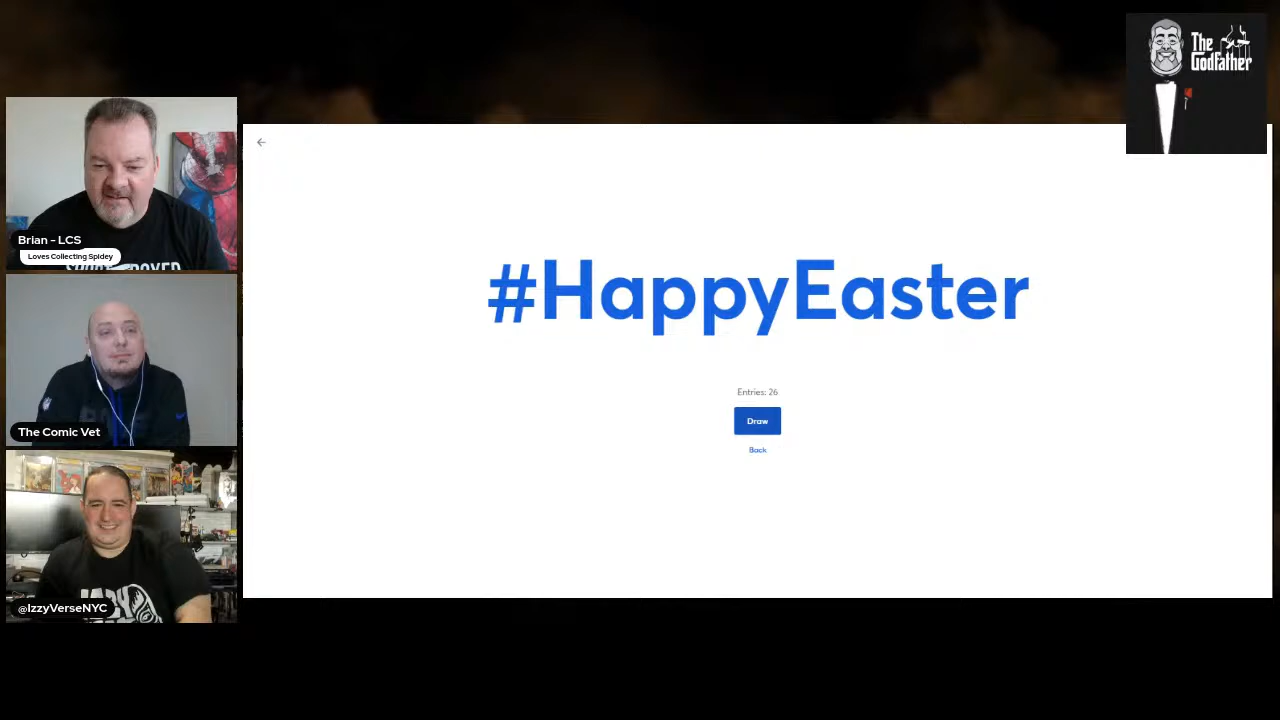 The
Godfather
←
Brian - LCS
Loves Collecting Spidey
#HappyEaster
Entries: 26
Draw
Back
The Comic Vet
@IzzyVerseNYC